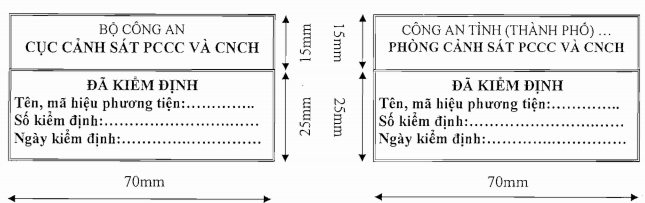 BỘ CÔNG AN
CỤC CẢNH SÁT PCCC VÀ CNCH
ĐÃ KIỂM ĐỊNH
Tên, mã hiệu phương tiện:..............
Số kiểm định:................................
Ngày kiểm định:.............................
15mm
25mm
70mm
CÔNG AN TỈNH (THÀNH PHỐ) ...
PHÒNG CẢNH SÁT PCCC VÀ CNCH
ĐÃ KIỂM ĐỊNH
Tên, mã hiệu phương tiện:..............
Số kiểm định:................................
Ngày kiểm định:.............................
15mm
25mm
70mm